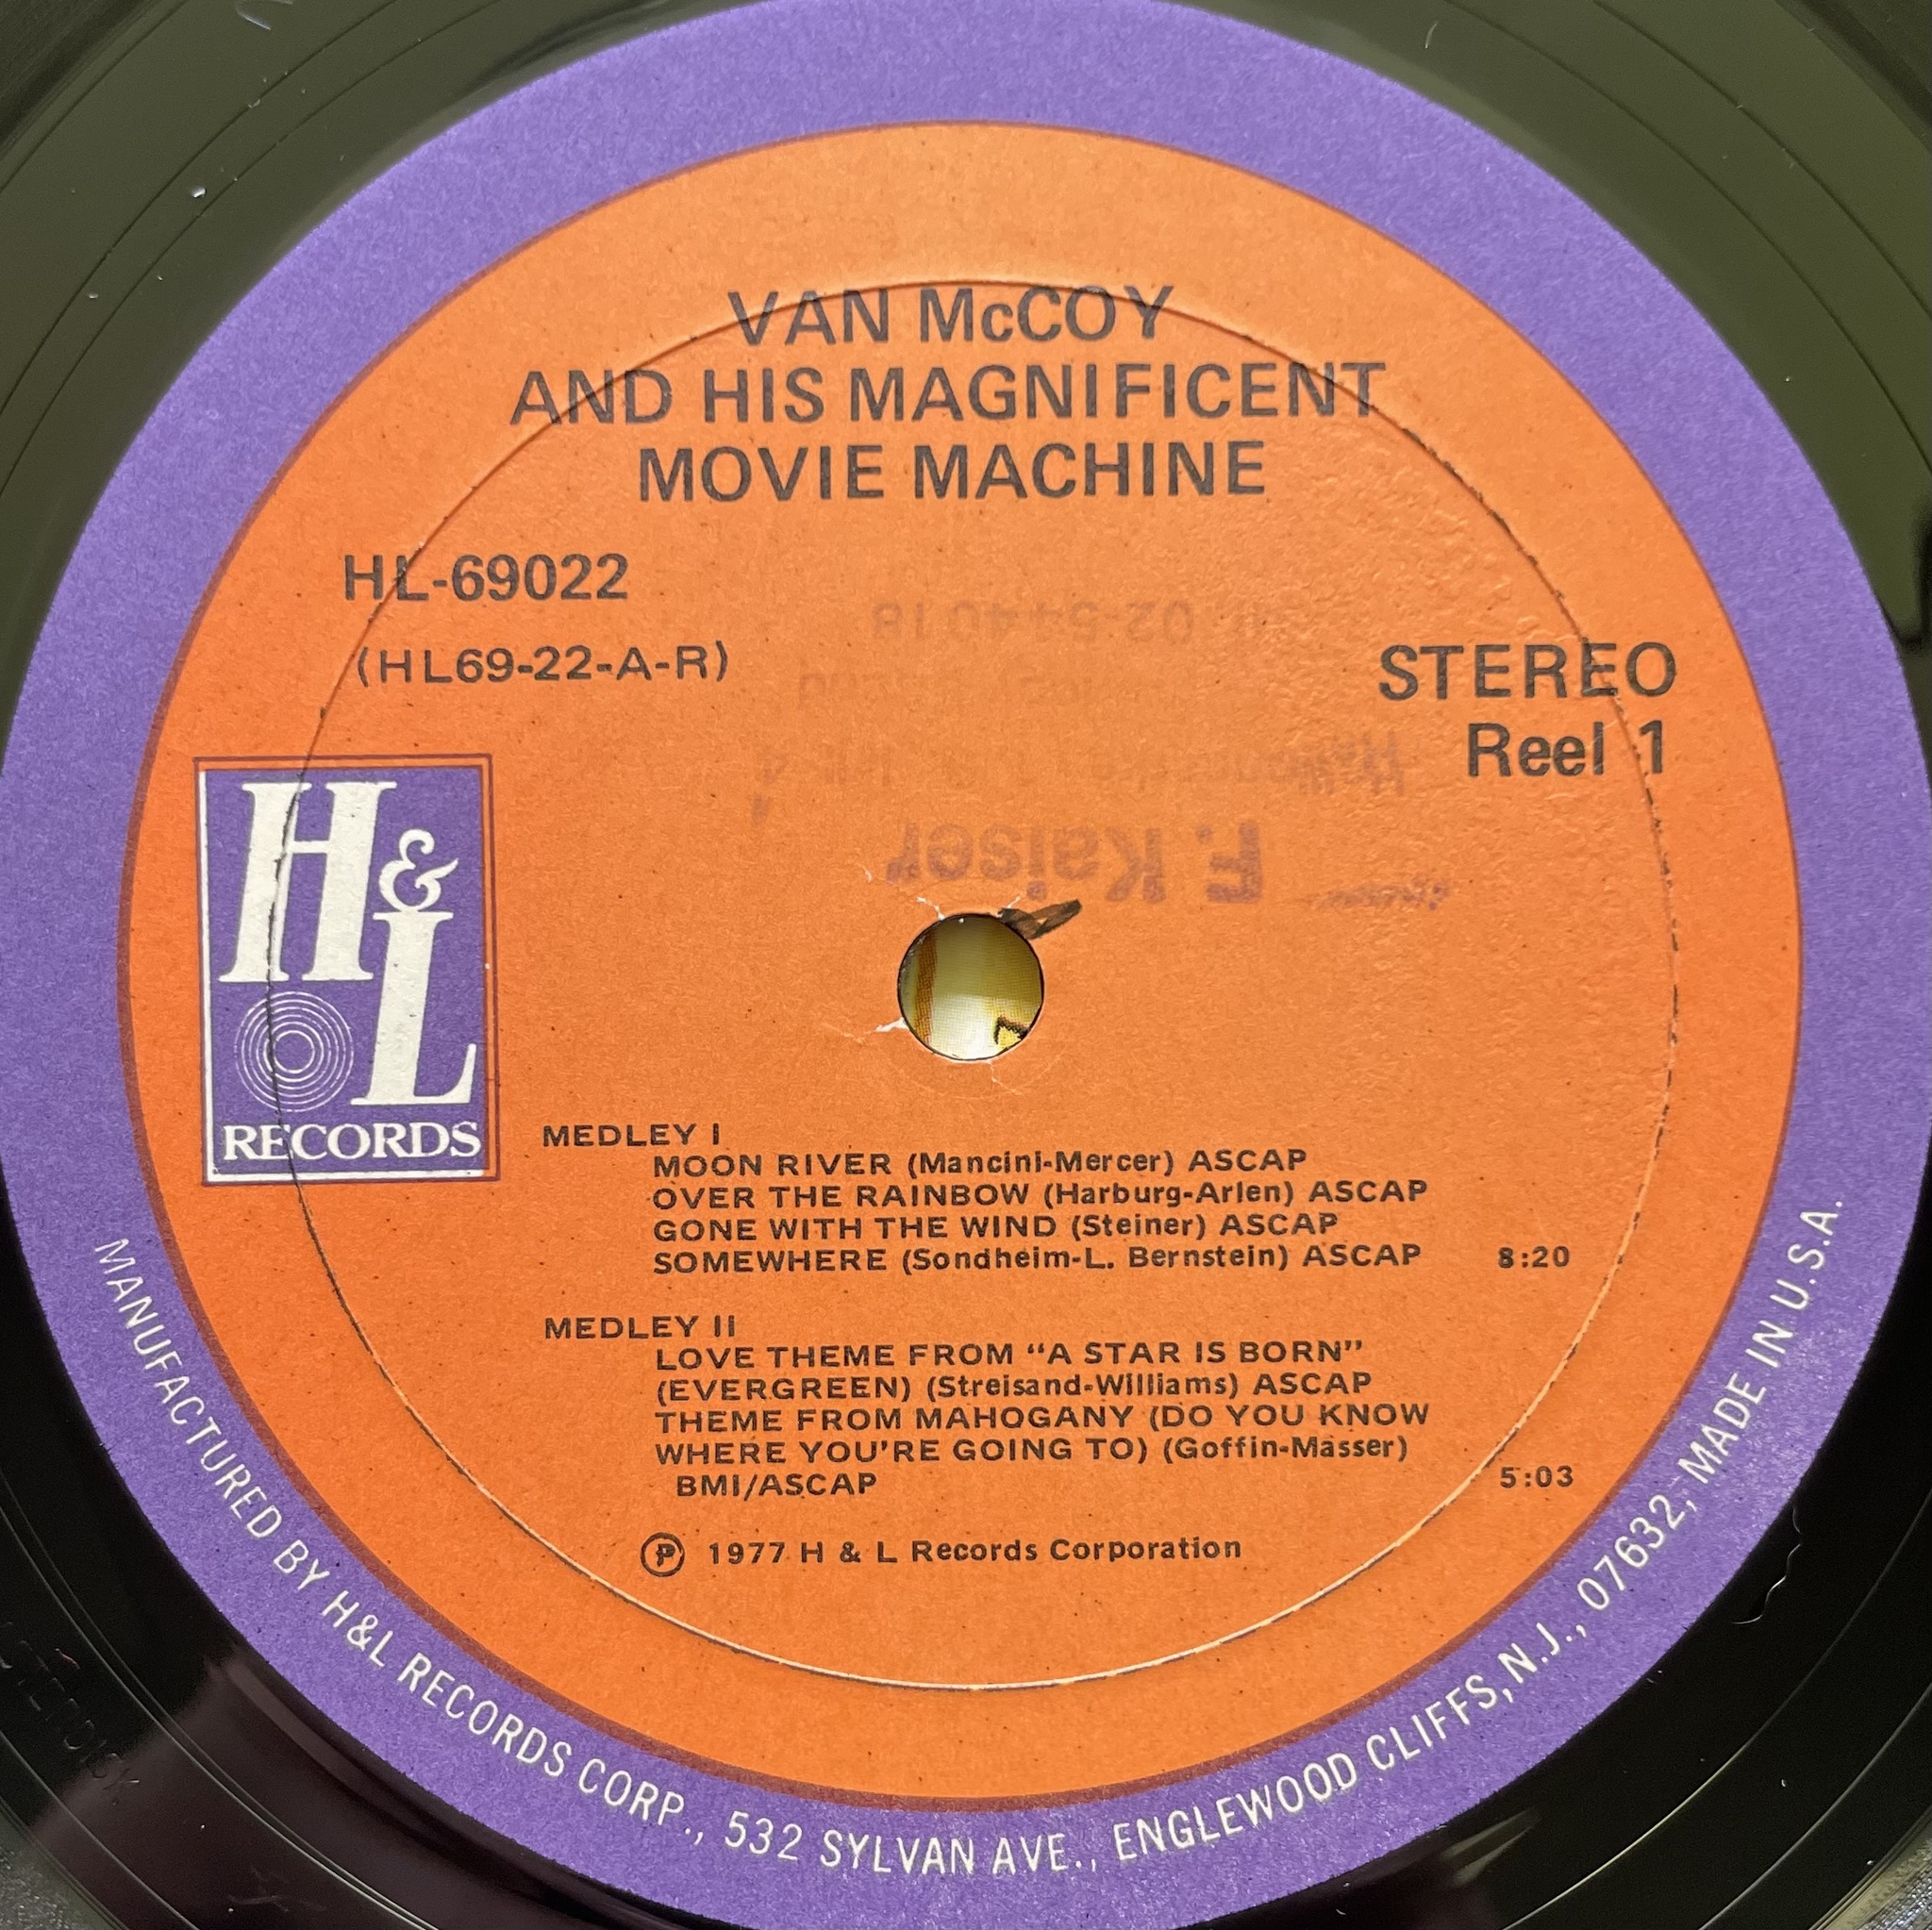 VAN McCOY
AND HIS MAGNIFICENT
MOVIE MACHINE
HL-69022
(HL69-22-A-R)
STEREO
Reel 1
H&L
RECORDS
F. Kaiser
MEDLEY I
MOON RIVER (Mancini-Mercer) ASCAP
OVER THE RAINBOW (Harburg-Arlen) ASCAP
GONE WITH THE WIND (Steiner) ASCAP
SOMEWHERE (Sondheim-L. Bernstein) ASCAP 8:20
MEDLEY II
LOVE THEME FROM “A STAR IS BORN”
(EVERGREEN) (Streisand-Williams) ASCAP
THEME FROM MAHOGANY (DO YOU KNOW
WHERE YOU'RE GOING TO) (Goffin-Masser)
BMI/ASCAP 5:03
Ⓟ 1977 H & L Records Corporation
MANUFACTURED BY H&L RECORDS CORP., 532 SYLVAN AVE., ENGLEWOOD CLIFFS, N.J., 07632, MADE IN U.S.A.